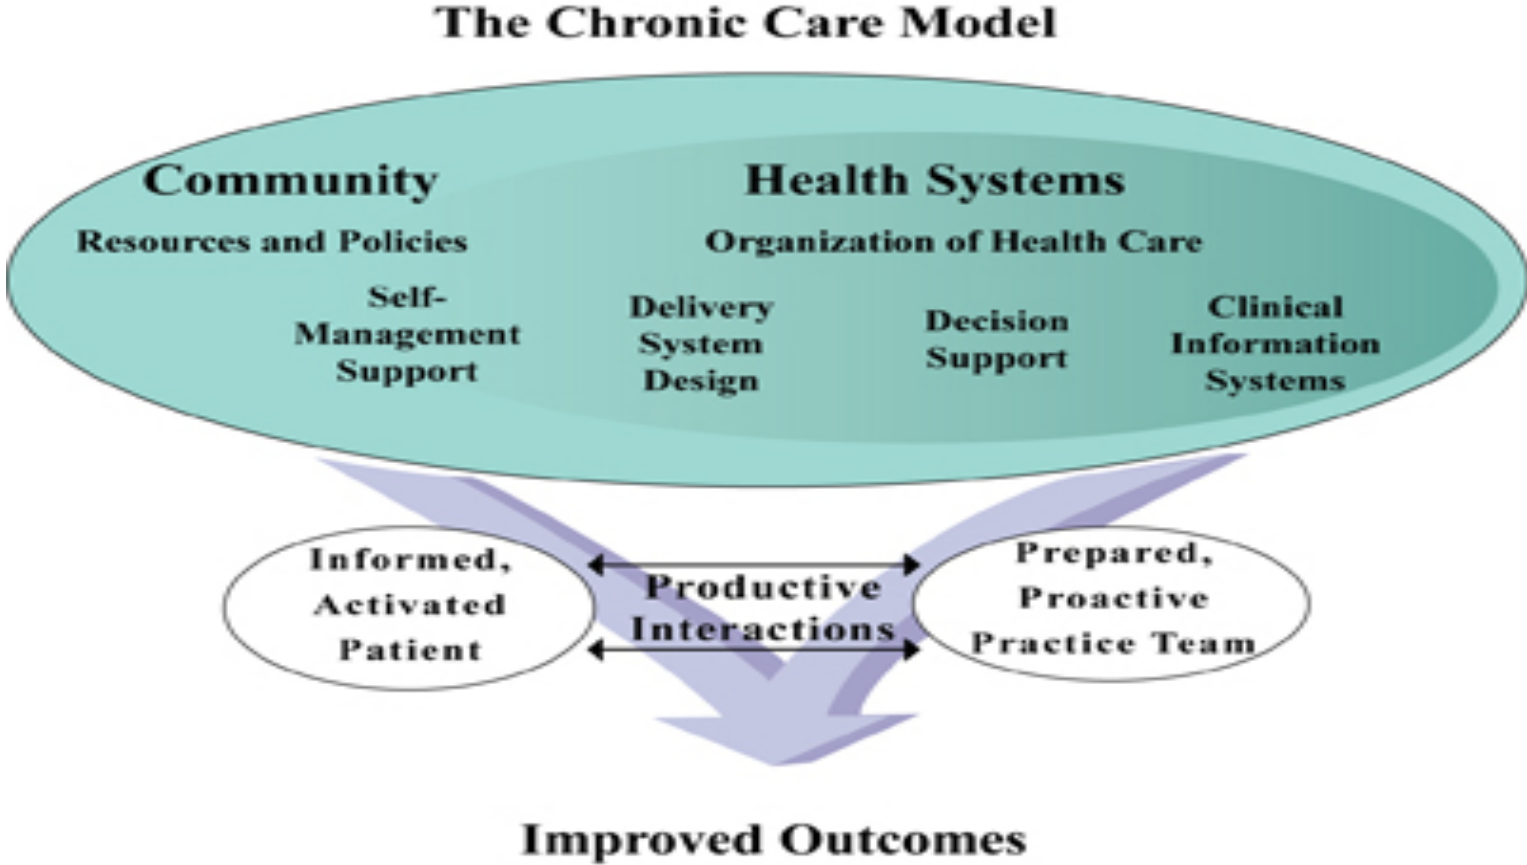 The Chronic Care Model
Community
Resources and Policies
Health Systems
Organization of Health Care
Self-
Management
Support
Delivery
System
Design
Decision
Support
Clinical
Information
Systems
Informed,
Activated
Patient
Productive
Interactions
Prepared,
Proactive
Practice Team
Improved Outcomes